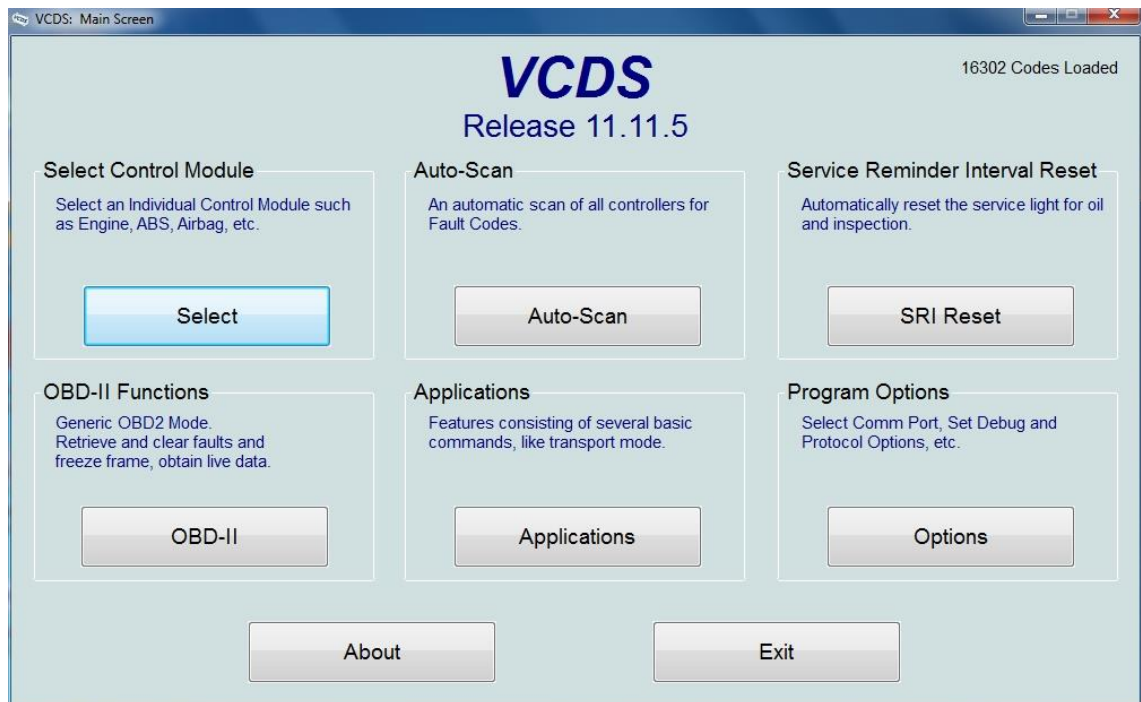 VCDS: Main Screen
VCDS
16302 Codes Loaded
Release 11.11.5
Select Control Module
Select an Individual Control Module such
as Engine, ABS, Airbag, etc.
Select
Auto-Scan
An automatic scan of all controllers for
Fault Codes.
Auto-Scan
Service Reminder Interval Reset
Automatically reset the service light for oil
and inspection.
SRI Reset
OBD-II Functions
Generic OBD2 Mode.
Retrieve and clear faults and
freeze frame, obtain live data.
OBD-II
Applications
Features consisting of several basic
commands, like transport mode.
Applications
Program Options
Select Comm Port, Set Debug and
Protocol Options, etc.
Options
About
Exit